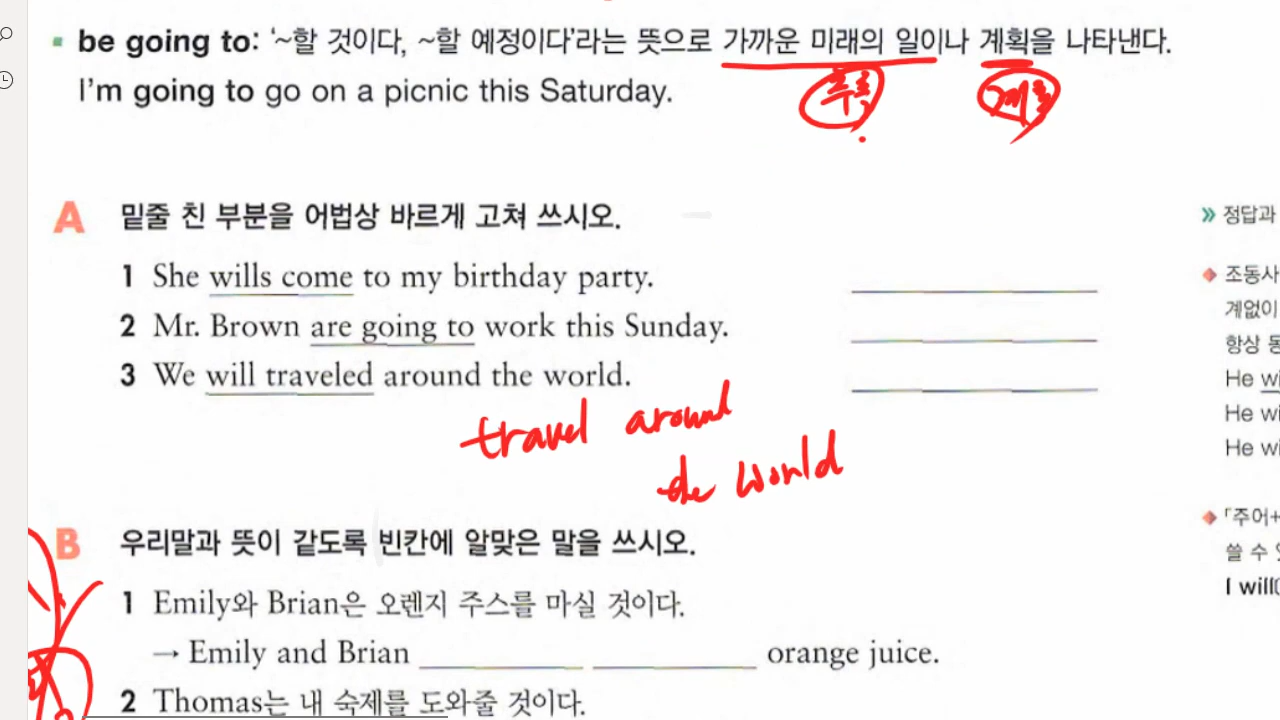 be going to: ‘~할 것이다, ~할 예정이다’라는 뜻으로 가까운 미래의 일이나 계획을 나타낸다.
I’m going to go on a picnic this Saturday.
추측
계획
A 밑줄 친 부분을 어법상 바르게 고쳐 쓰시오.
» 정답과
1 She wills come to my birthday party.
2 Mr. Brown are going to work this Sunday.
3 We will traveled around the world.
travel around
the world
조동사
계없이
항상 동
He wi
He wi
He wi
B 우리말과 뜻이 같도록 빈칸에 알맞은 말을 쓰시오.
1 Emily와 Brian은 오렌지 주스를 마실 것이다.
→ Emily and Brian ________ ________ orange juice.
2 Thomas는 내 숙제를 도와줄 것이다.
「주어+
쓸 수 있
I will(